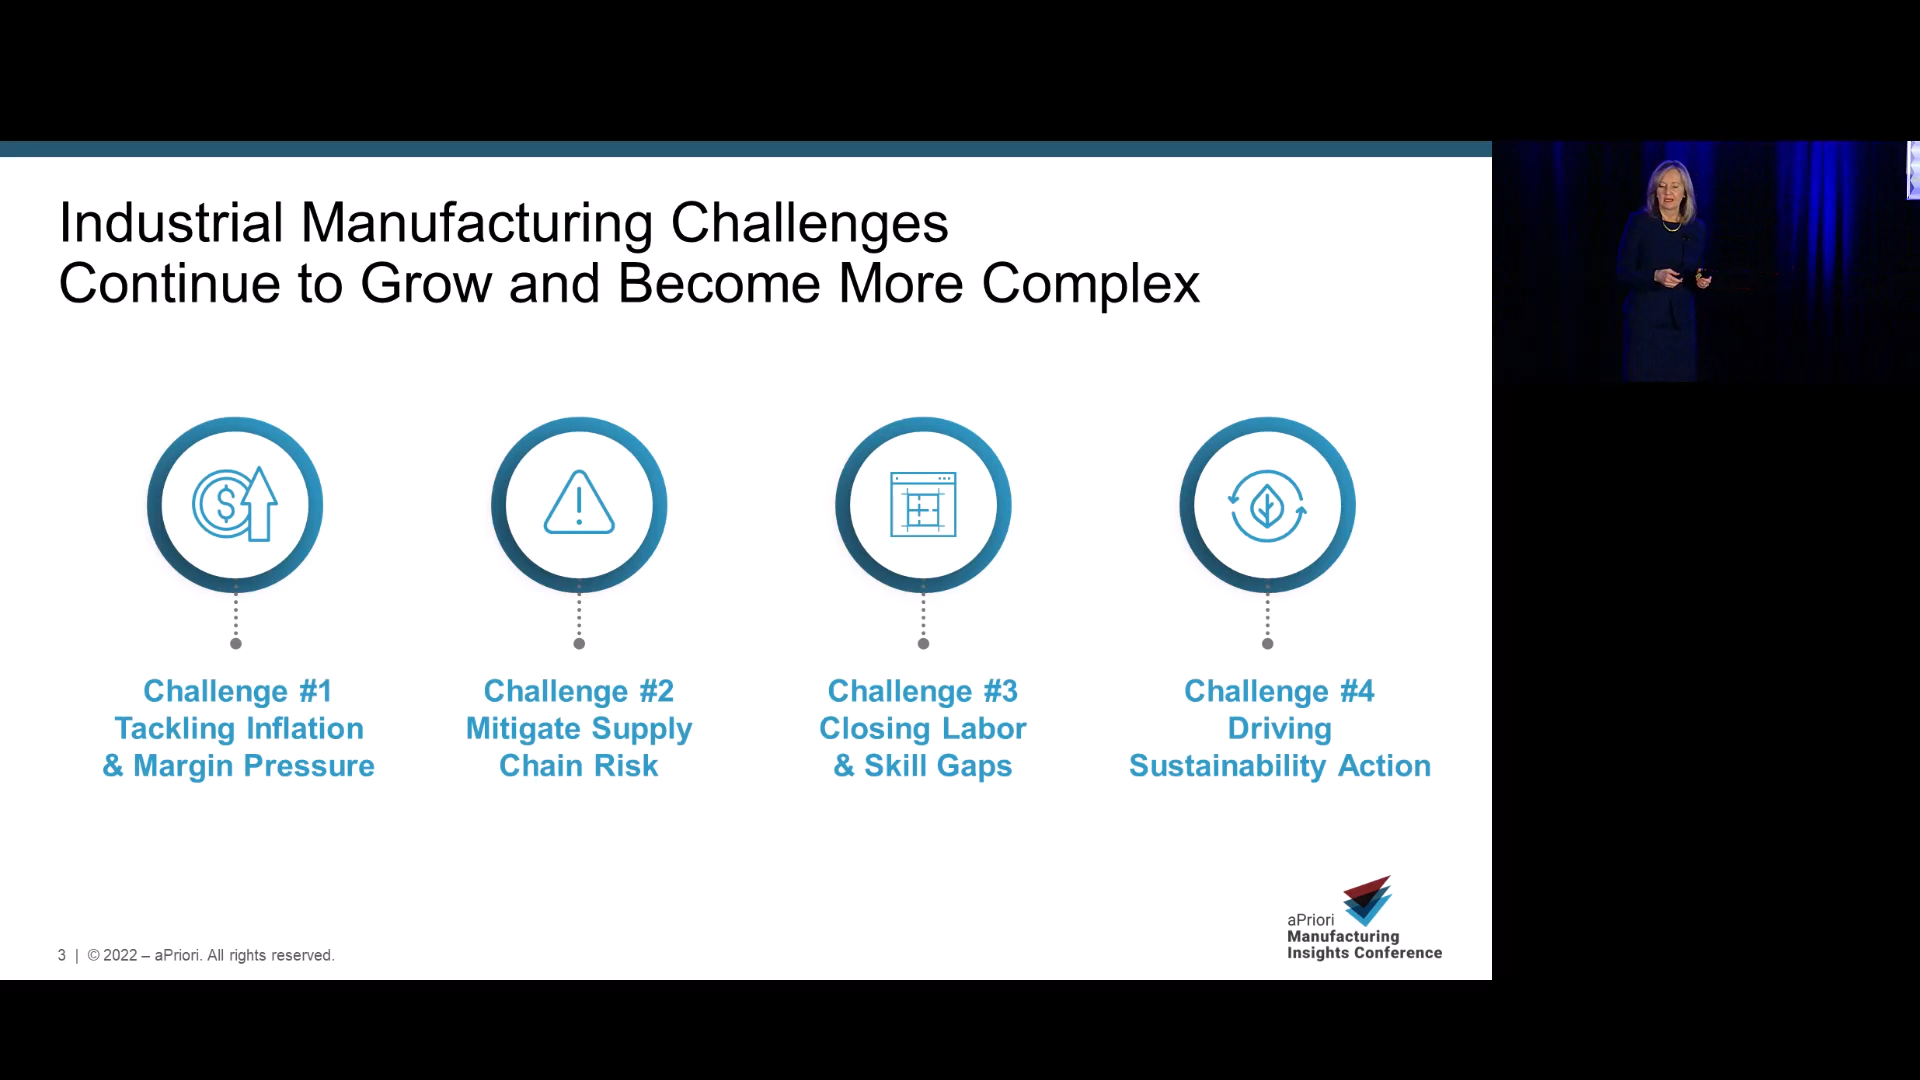 Industrial Manufacturing Challenges
Continue to Grow and Become More Complex
$
!
Challenge #1
Tackling Inflation
& Margin Pressure
Challenge #2
Mitigate Supply
Chain Risk
Challenge #3
Closing Labor
& Skill Gaps
Challenge #4
Driving
Sustainability Action
3 | © 2022 – aPriori. All rights reserved.
aPriori
Manufacturing
Insights Conference